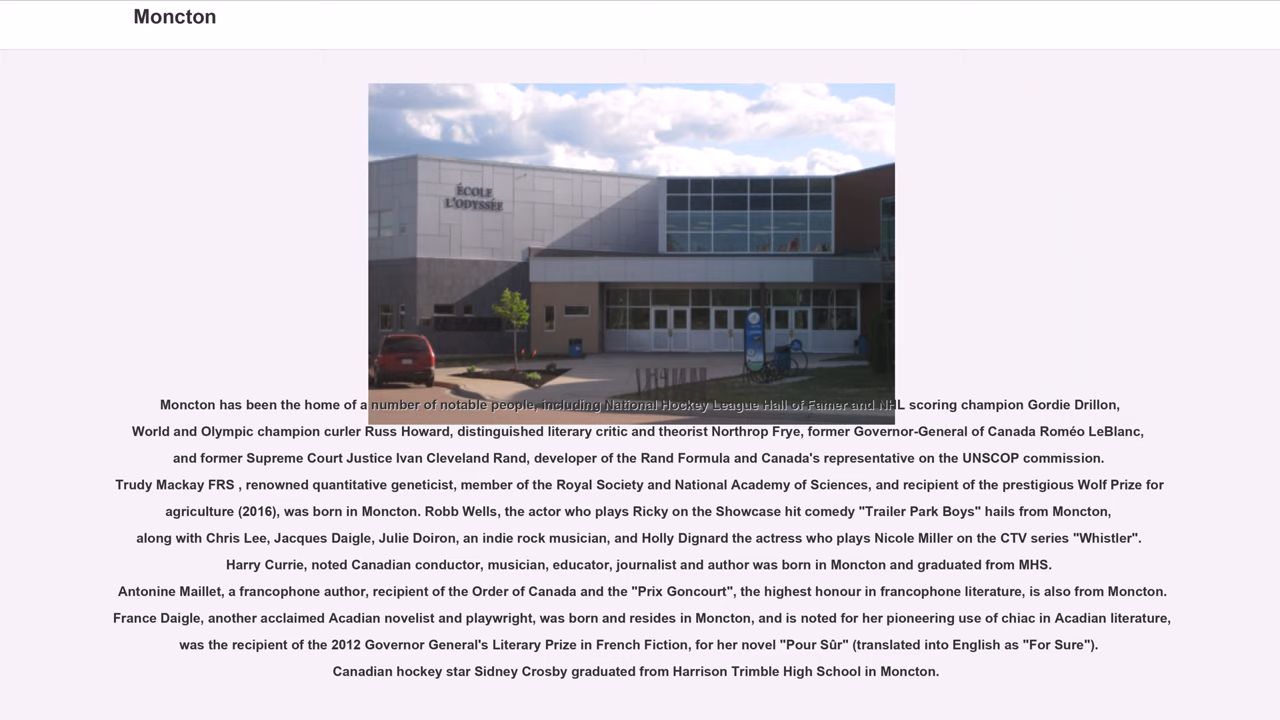 Moncton
ÉCOLE
L'ODYSSÉE
Moncton has been the home of a number of notable people, including National Hockey League Hall of Famer and NHL scoring champion Gordie Drillon,
World and Olympic champion curler Russ Howard, distinguished literary critic and theorist Northrop Frye, former Governor-General of Canada Roméo LeBlanc,
and former Supreme Court Justice Ivan Cleveland Rand, developer of the Rand Formula and Canada's representative on the UNSCOP commission.
Trudy Mackay FRS , renowned quantitative geneticist, member of the Royal Society and National Academy of Sciences, and recipient of the prestigious Wolf Prize for
agriculture (2016), was born in Moncton. Robb Wells, the actor who plays Ricky on the Showcase hit comedy "Trailer Park Boys" hails from Moncton,
along with Chris Lee, Jacques Daigle, Julie Doiron, an indie rock musician, and Holly Dignard the actress who plays Nicole Miller on the CTV series "Whistler".
Harry Currie, noted Canadian conductor, musician, educator, journalist and author was born in Moncton and graduated from MHS.
Antonine Maillet, a francophone author, recipient of the Order of Canada and the "Prix Goncourt", the highest honour in francophone literature, is also from Moncton.
France Daigle, another acclaimed Acadian novelist and playwright, was born and resides in Moncton, and is noted for her pioneering use of chiac in Acadian literature,
was the recipient of the 2012 Governor General's Literary Prize in French Fiction, for her novel "Pour Sûr" (translated into English as "For Sure").
Canadian hockey star Sidney Crosby graduated from Harrison Trimble High School in Moncton.